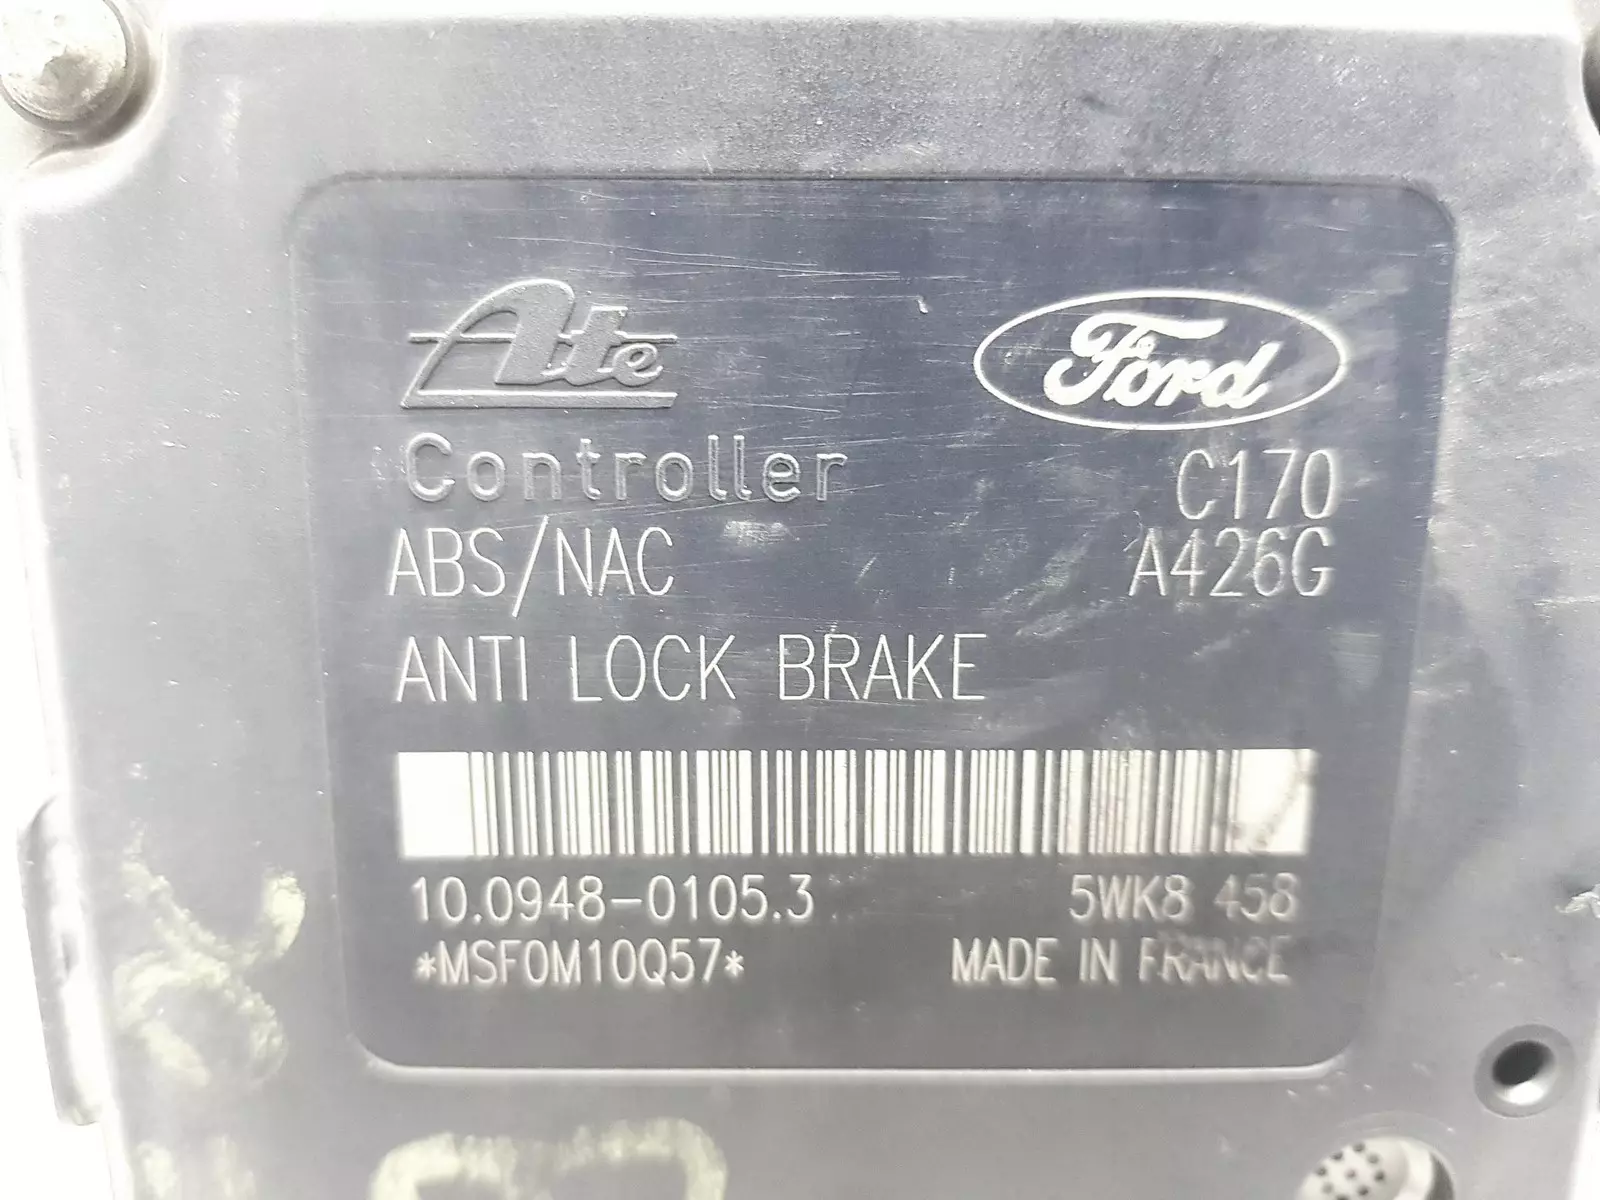 Ate
Ford
Controller
C170
ABS/NAC
A426G
ANTI LOCK BRAKE
10.0948-0105.3
5WK8 458
*MSF0M10Q57*
MADE IN FRANCE